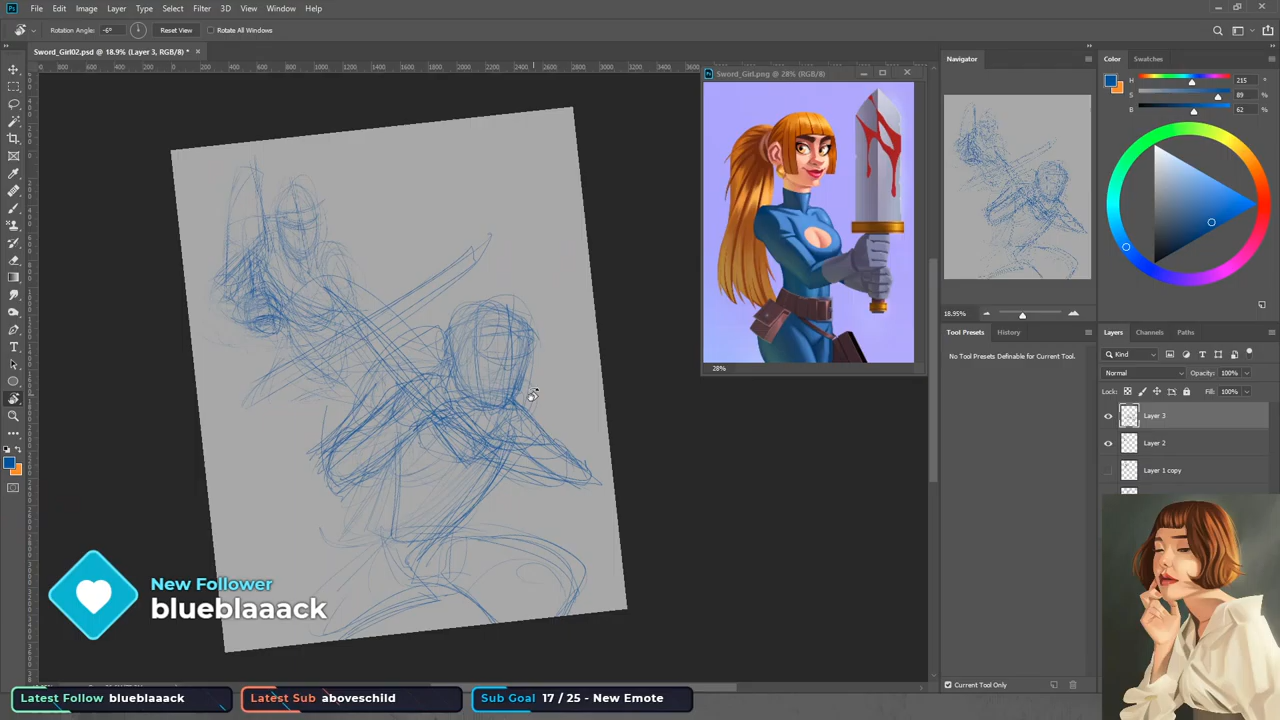 File Edit Image Layer Type Select Filter 3D View Window Help
Rotation Angle: -6° Reset View Rotate All Windows
Sword_Girl02.psd @ 18.9% (Layer 3, RGB/8) *
Sword_Girl.png @ 28% (RGB/8)
28%
Navigator
18.95%
Color Swatches
H 215 °
S 89 %
B 62 %
Tool Presets History
No Tool Presets Definable for Current Tool.
Current Tool Only
Layers Channels Paths
Kind
Normal Opacity: 100%
Lock: Fill: 100%
Layer 3
Layer 2
Layer 1 copy
New Follower
blueblaaack
Latest Follow blueblaaack
Latest Sub aboveschild
Sub Goal 17 / 25 - New Emote